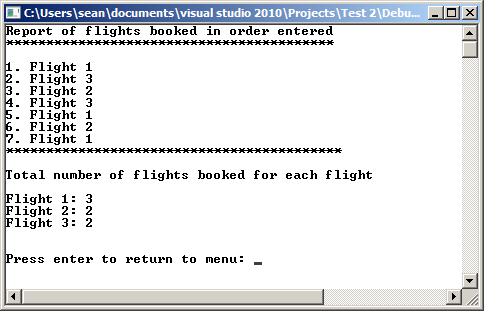 C:\Users\sean\documents\visual studio 2010\Projects\Test 2\Debu...
Report of flights booked in order entered
*****************************************
1. Flight 1
2. Flight 3
3. Flight 2
4. Flight 3
5. Flight 1
6. Flight 2
7. Flight 1
******************************************
Total number of flights booked for each flight
Flight 1: 3
Flight 2: 2
Flight 3: 2
Press enter to return to menu: _